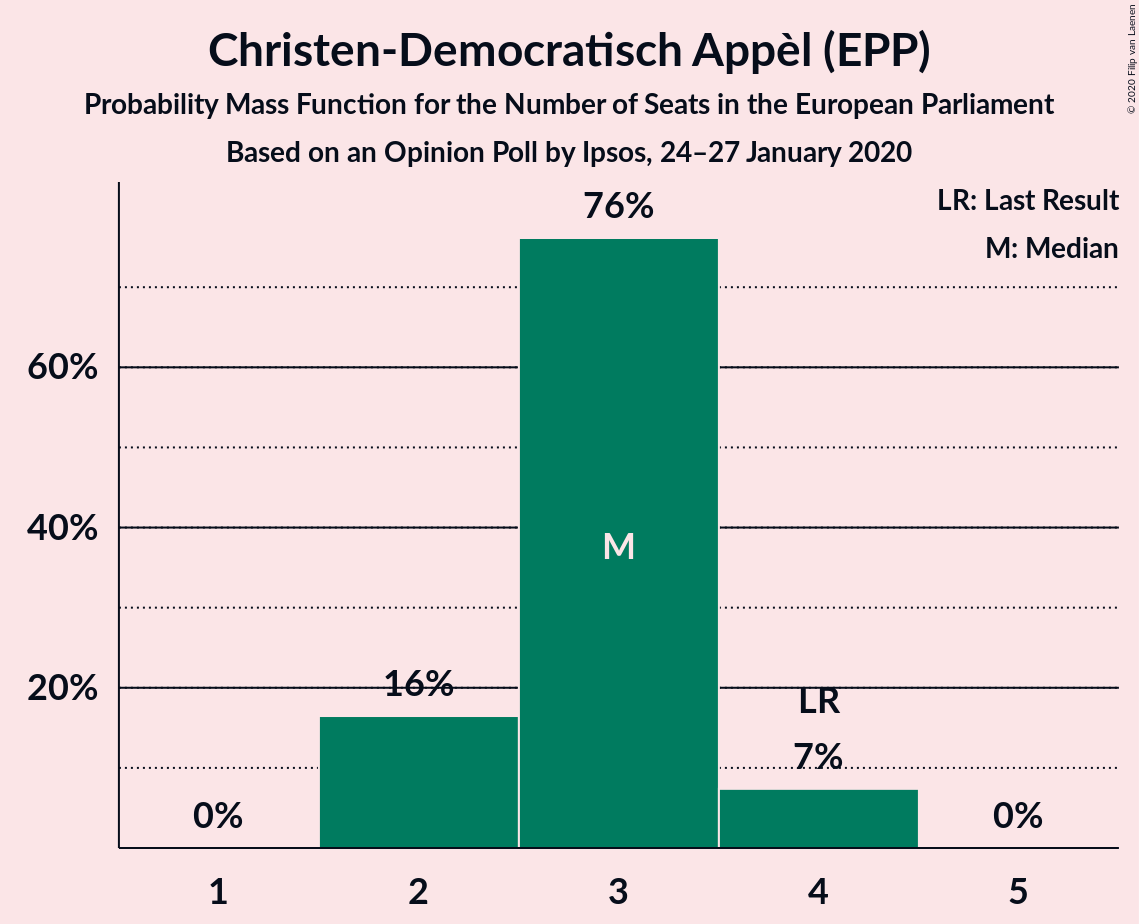 Christen-Democratisch Appèl (EPP)
Probability Mass Function for the Number of Seats in the European Parliament
Based on an Opinion Poll by Ipsos, 24–27 January 2020
© 2020 Filip van Laenen
LR: Last Result
M: Median
76%
60%
40%
M
20%
16%
LR
7%
0%
0%
1
2
3
4
5